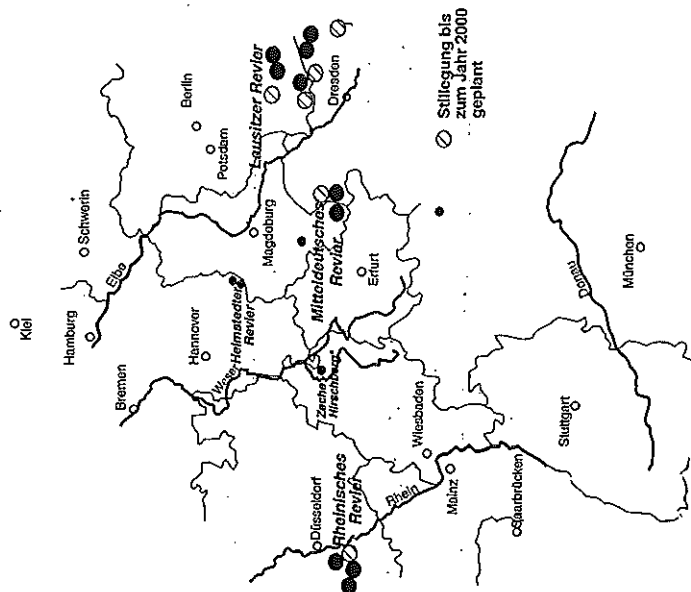 Kiel
Hamburg
Schwerin
Elbe
Bremen
Berlin
Potsdam
Hannover
Weser
Helmstedter
Revier
Magdeburg
Lausitzer Revier
Mitteldeutsches
Revier
Dresden
Zeche
Hirschberg
Erfurt
Düsseldorf
Rheinisches
Revier
Rhein
Wiesbaden
Mainz
Saarbrücken
Stuttgart
Donau
München
Stillegung bis
zum Jahr 2000
geplant